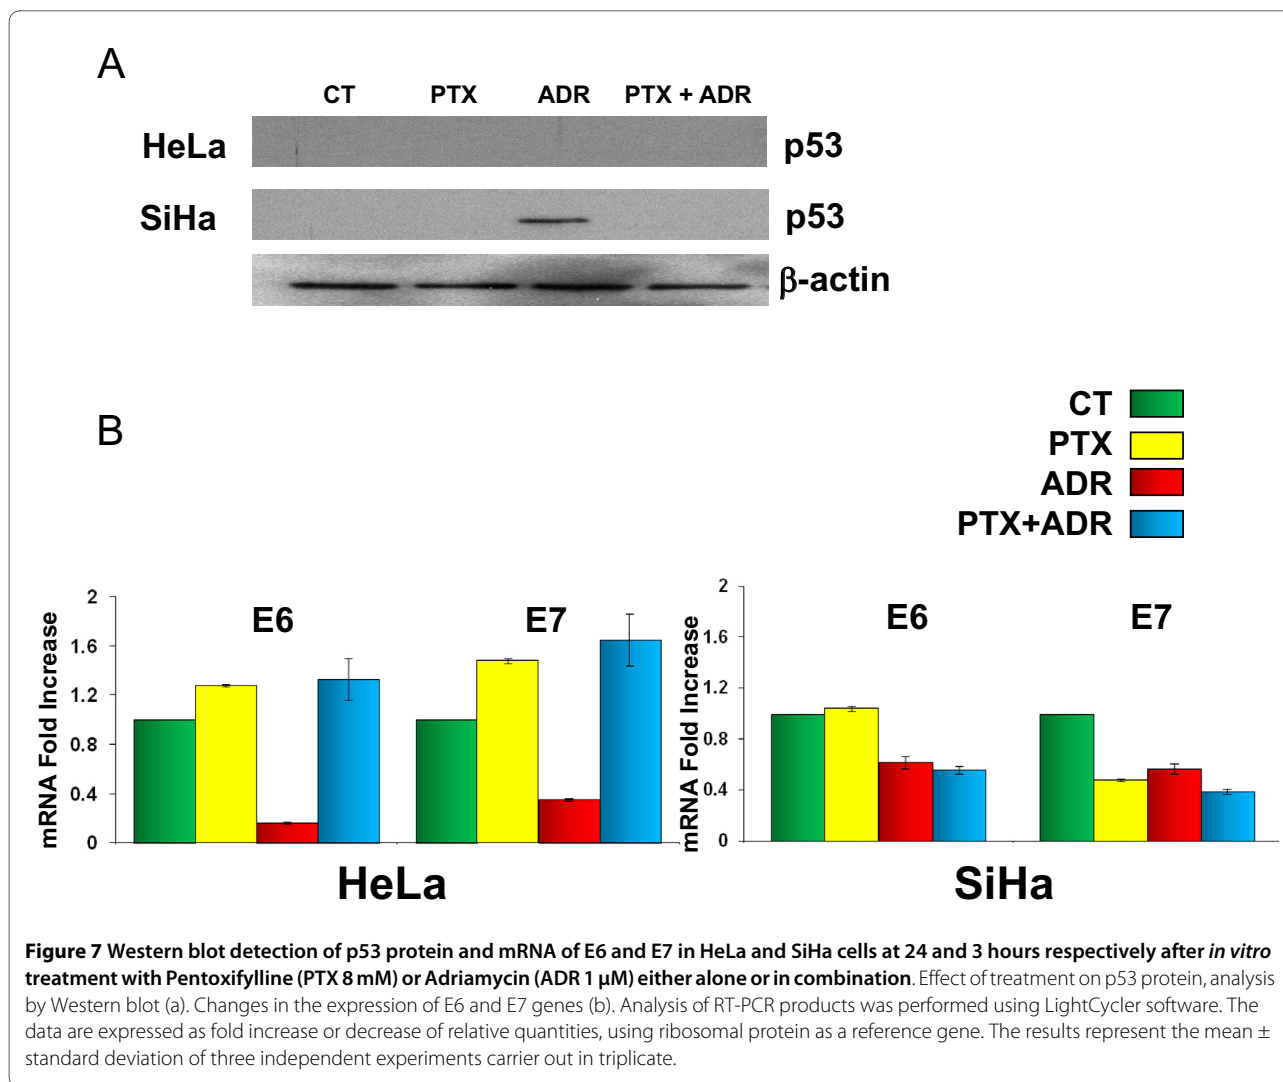 A
CT PTX ADR PTX + ADR
HeLa p53
SiHa p53
β-actin
B
CT
PTX
ADR
PTX+ADR
mRNA Fold Increase
2
1.6
1.2
0.8
0.4
0
E6 E7
HeLa
mRNA Fold Increase
2
1.6
1.2
0.8
0.4
0
E6 E7
SiHa
Figure 7 Western blot detection of p53 protein and mRNA of E6 and E7 in HeLa and SiHa cells at 24 and 3 hours respectively after in vitro
treatment with Pentoxifylline (PTX 8 mM) or Adriamycin (ADR 1 μM) either alone or in combination. Effect of treatment on p53 protein, analysis
by Western blot (a). Changes in the expression of E6 and E7 genes (b). Analysis of RT-PCR products was performed using LightCycler software. The
data are expressed as fold increase or decrease of relative quantities, using ribosomal protein as a reference gene. The results represent the mean ±
standard deviation of three independent experiments carrier out in triplicate.